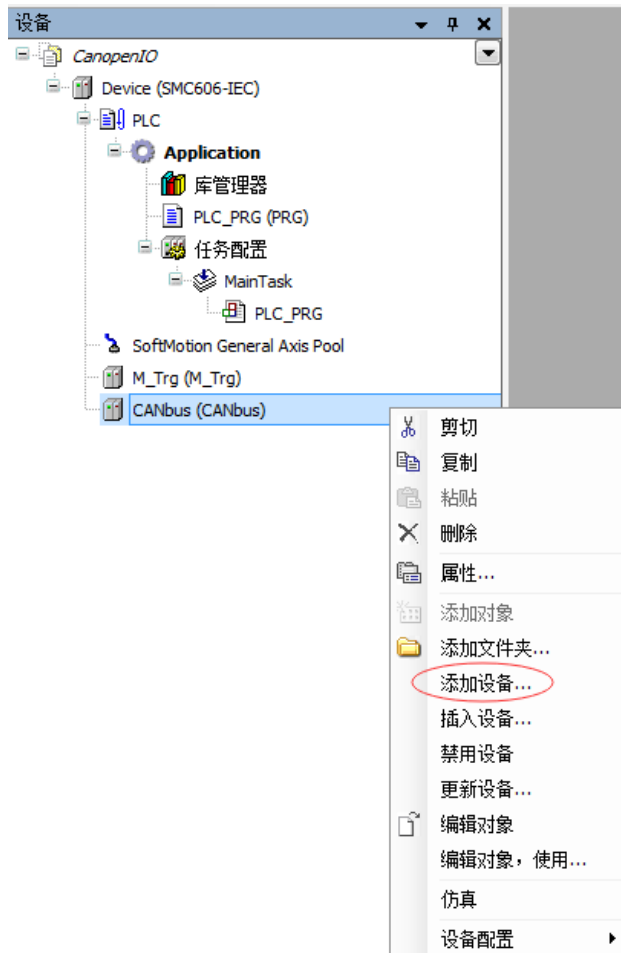 设备
CanopenIO
Device (SMC606-IEC)
PLC
Application
库管理器
PLC_PRG (PRG)
任务配置
MainTask
PLC_PRG
SoftMotion General Axis Pool
M_Trg (M_Trg)
CANbus (CANbus)
剪切
复制
粘贴
删除
属性...
添加对象
添加文件夹...
添加设备...
插入设备...
禁用设备
更新设备...
编辑对象
编辑对象，使用...
仿真
设备配置